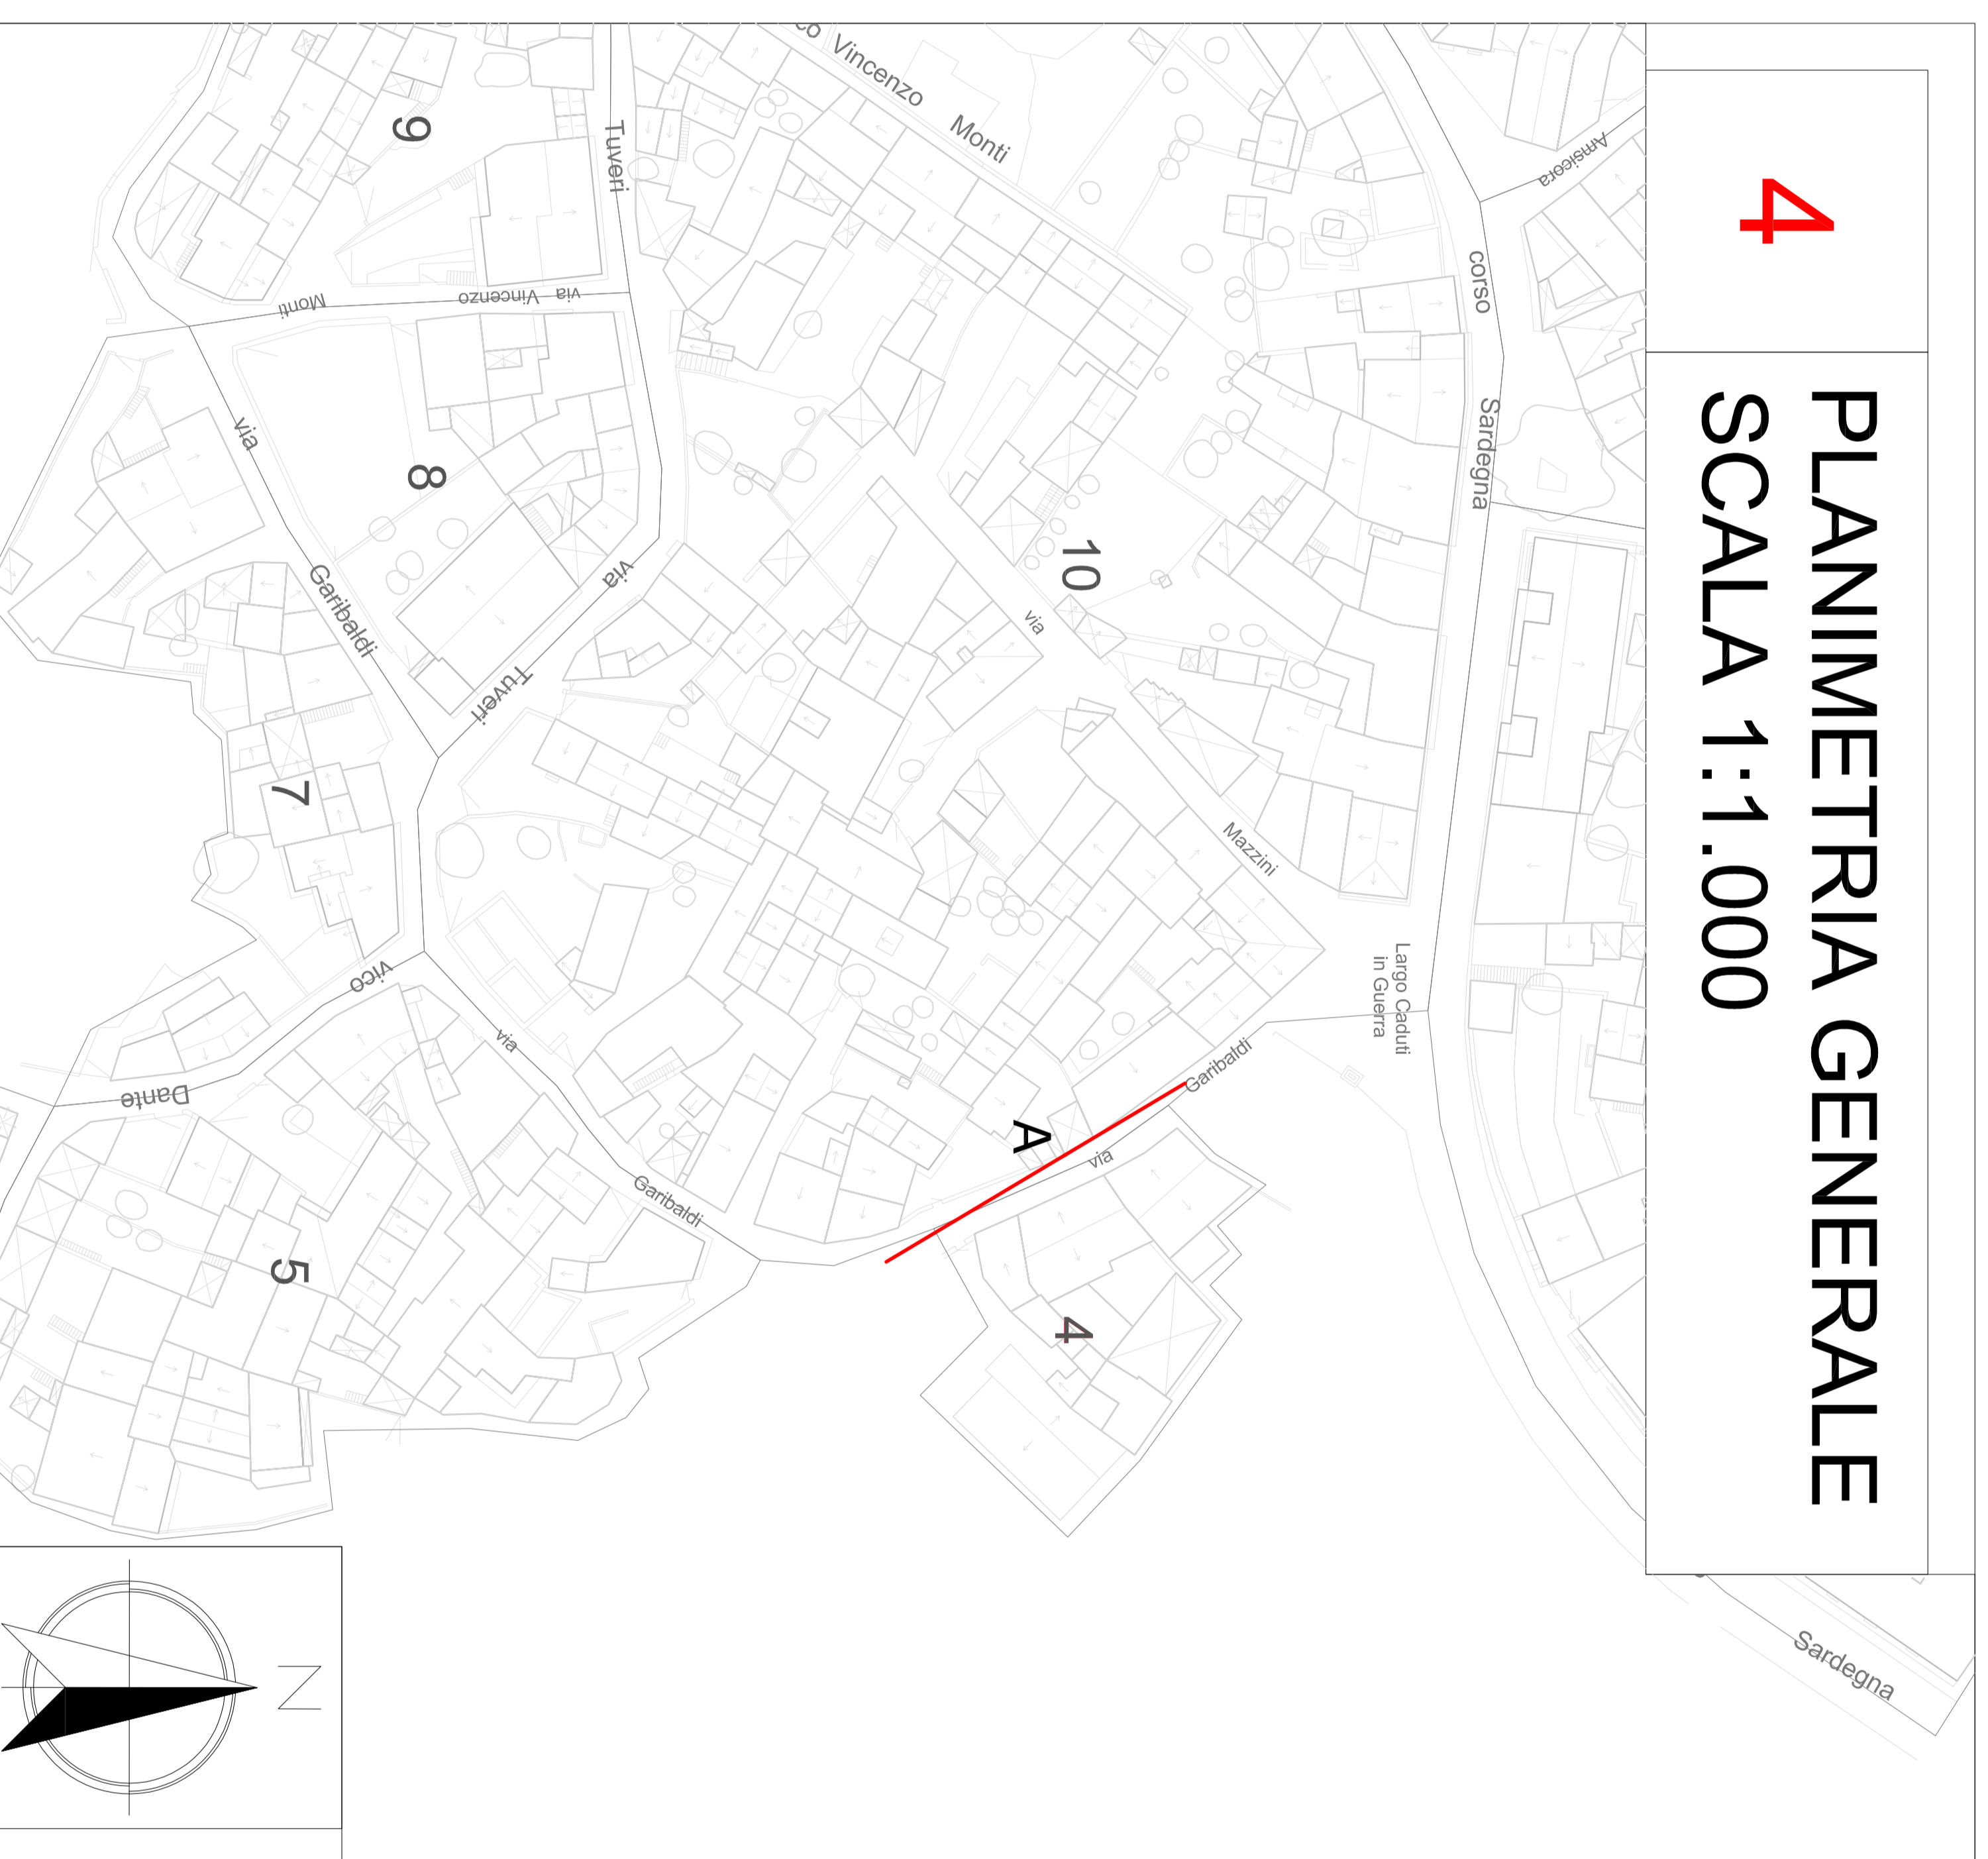 4
PLANIMETRIA GENERALE
SCALA 1:1.000
Vincenzo
Monti
Tuveri
9
Amsicora
corso
Sardegna
via Vincenzo
Monti
via
8
Garibaldi
via
Tuveri
10
via
Mazzini
7
Largo Caduti
in Guerra
vico
Dante
via
Garibaldi
A
via
Garibaldi
5
4
Sardegna
N